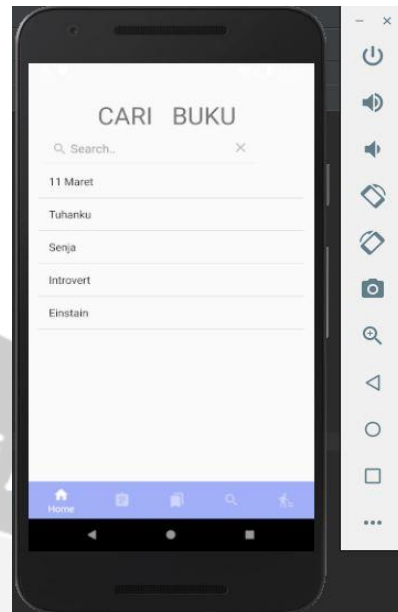 CARI BUKU
Search..
11 Maret
Tuhanku
Senja
Introvert
Einstain
Home